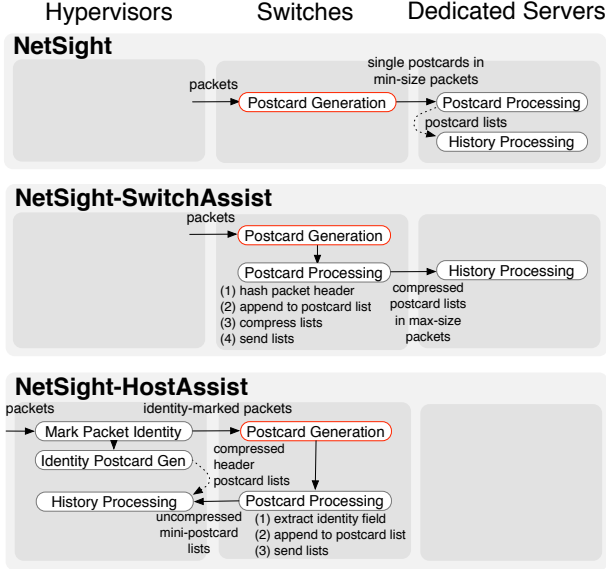 Hypervisors Switches Dedicated Servers
NetSight
single postcards in
min-size packets
packets
Postcard Generation
Postcard Processing
postcard lists
History Processing
NetSight-SwitchAssist
packets
Postcard Generation
Postcard Processing
(1) hash packet header
(2) append to postcard list
(3) compress lists
(4) send lists
compressed
postcard lists
in max-size
packets
History Processing
NetSight-HostAssist
packets
Mark Packet Identity
identity-marked packets
Postcard Generation
Identity Postcard Gen
compressed
header
postcard lists
History Processing
Postcard Processing
uncompressed
mini-postcard
lists
(1) extract identity field
(2) append to postcard list
(3) send lists